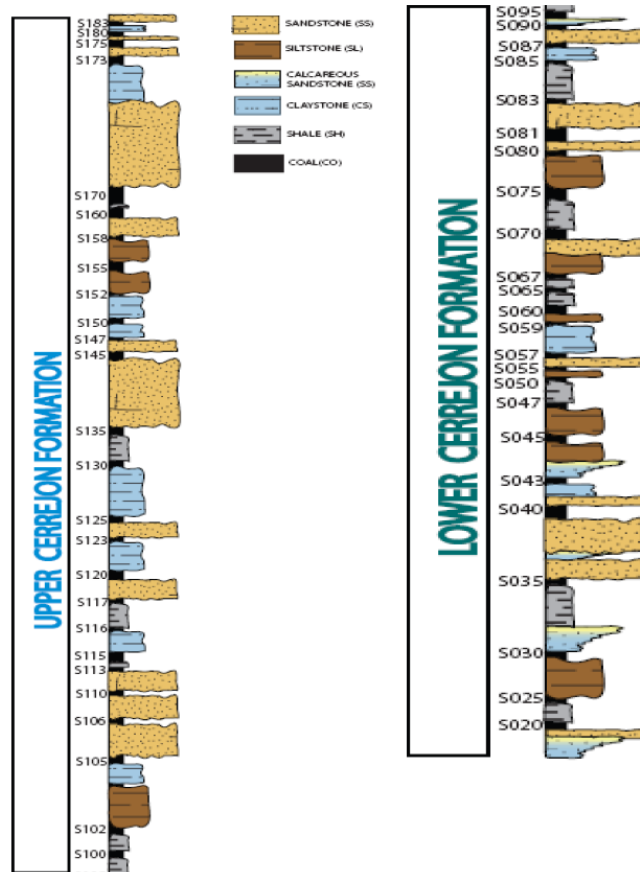 S183
S180
S175
S173
S170
S160
S158
S155
S152
S150
S147
S145
S135
S130
S125
S123
S120
S117
S116
S115
S113
S110
S106
S105
S102
S100
UPPER CERREJON FORMATION
SANDSTONE (SS)
SILTSTONE (SL)
CALCAREOUS
SANDSTONE (SS)
CLAYSTONE (CS)
SHALE (SH)
COAL(CO)
LOWER CERREJON FORMATION
S095
S090
S087
S085
S083
S081
S080
S075
S070
S067
S065
S060
S059
S057
S055
S050
S047
S045
S043
S040
S035
S030
S025
S020